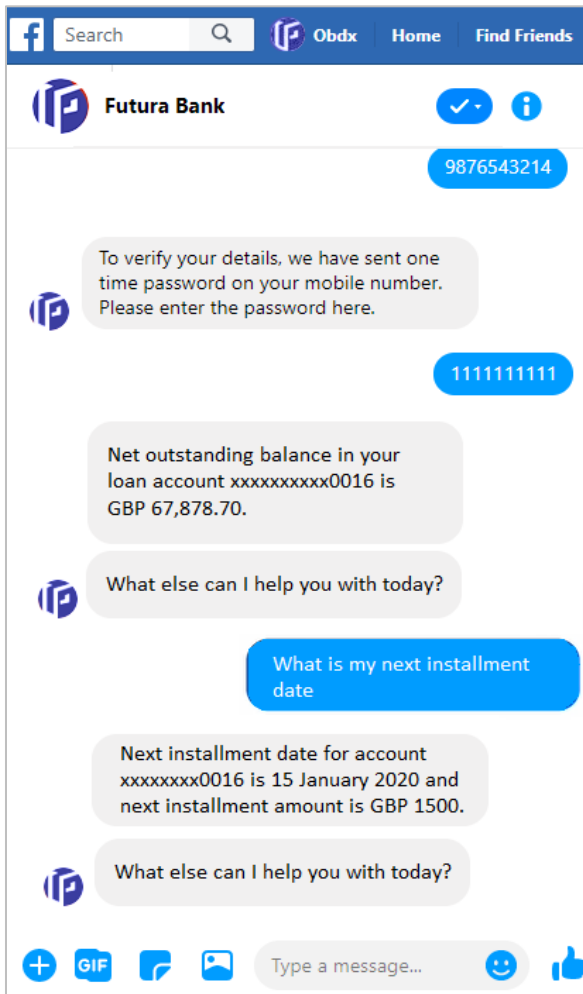 f Search Obdx Home Find Friends
Futura Bank
9876543214
To verify your details, we have sent one
time password on your mobile number.
Please enter the password here.
1111111111
Net outstanding balance in your
loan account xxxxxxxxxx0016 is
GBP 67,878.70.
What else can I help you with today?
What is my next installment
date
Next installment date for account
xxxxxxxx0016 is 15 January 2020 and
next installment amount is GBP 1500.
What else can I help you with today?
GIF Type a message...